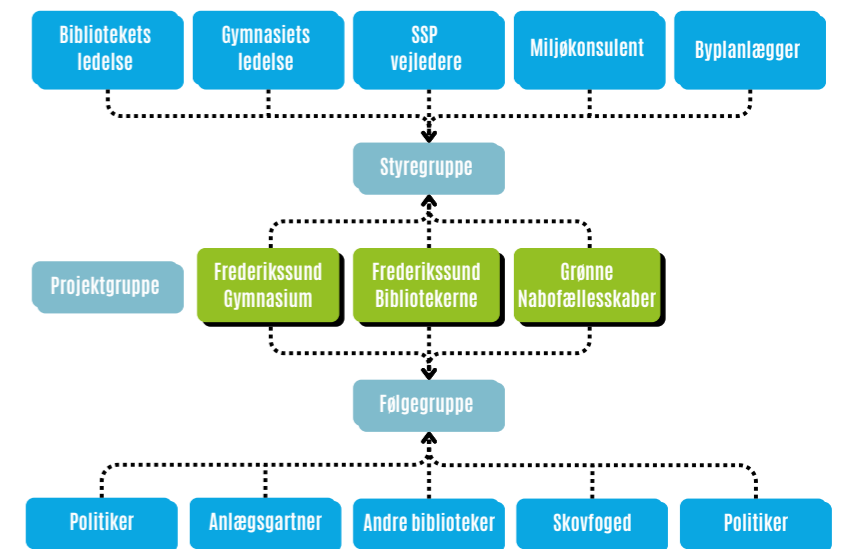 Bibliotekets
ledelse
Gymnasiets
ledelse
SSP
vejledere
Miljøkonsulent
Byplanlægger
Styregruppe
Projektgruppe
Frederikssund
Gymnasium
Frederikssund
Bibliotekerne
Grønne
Nabofællesskaber
Følgegruppe
Politiker
Anlægsgartner
Andre biblioteker
Skovfoged
Politiker